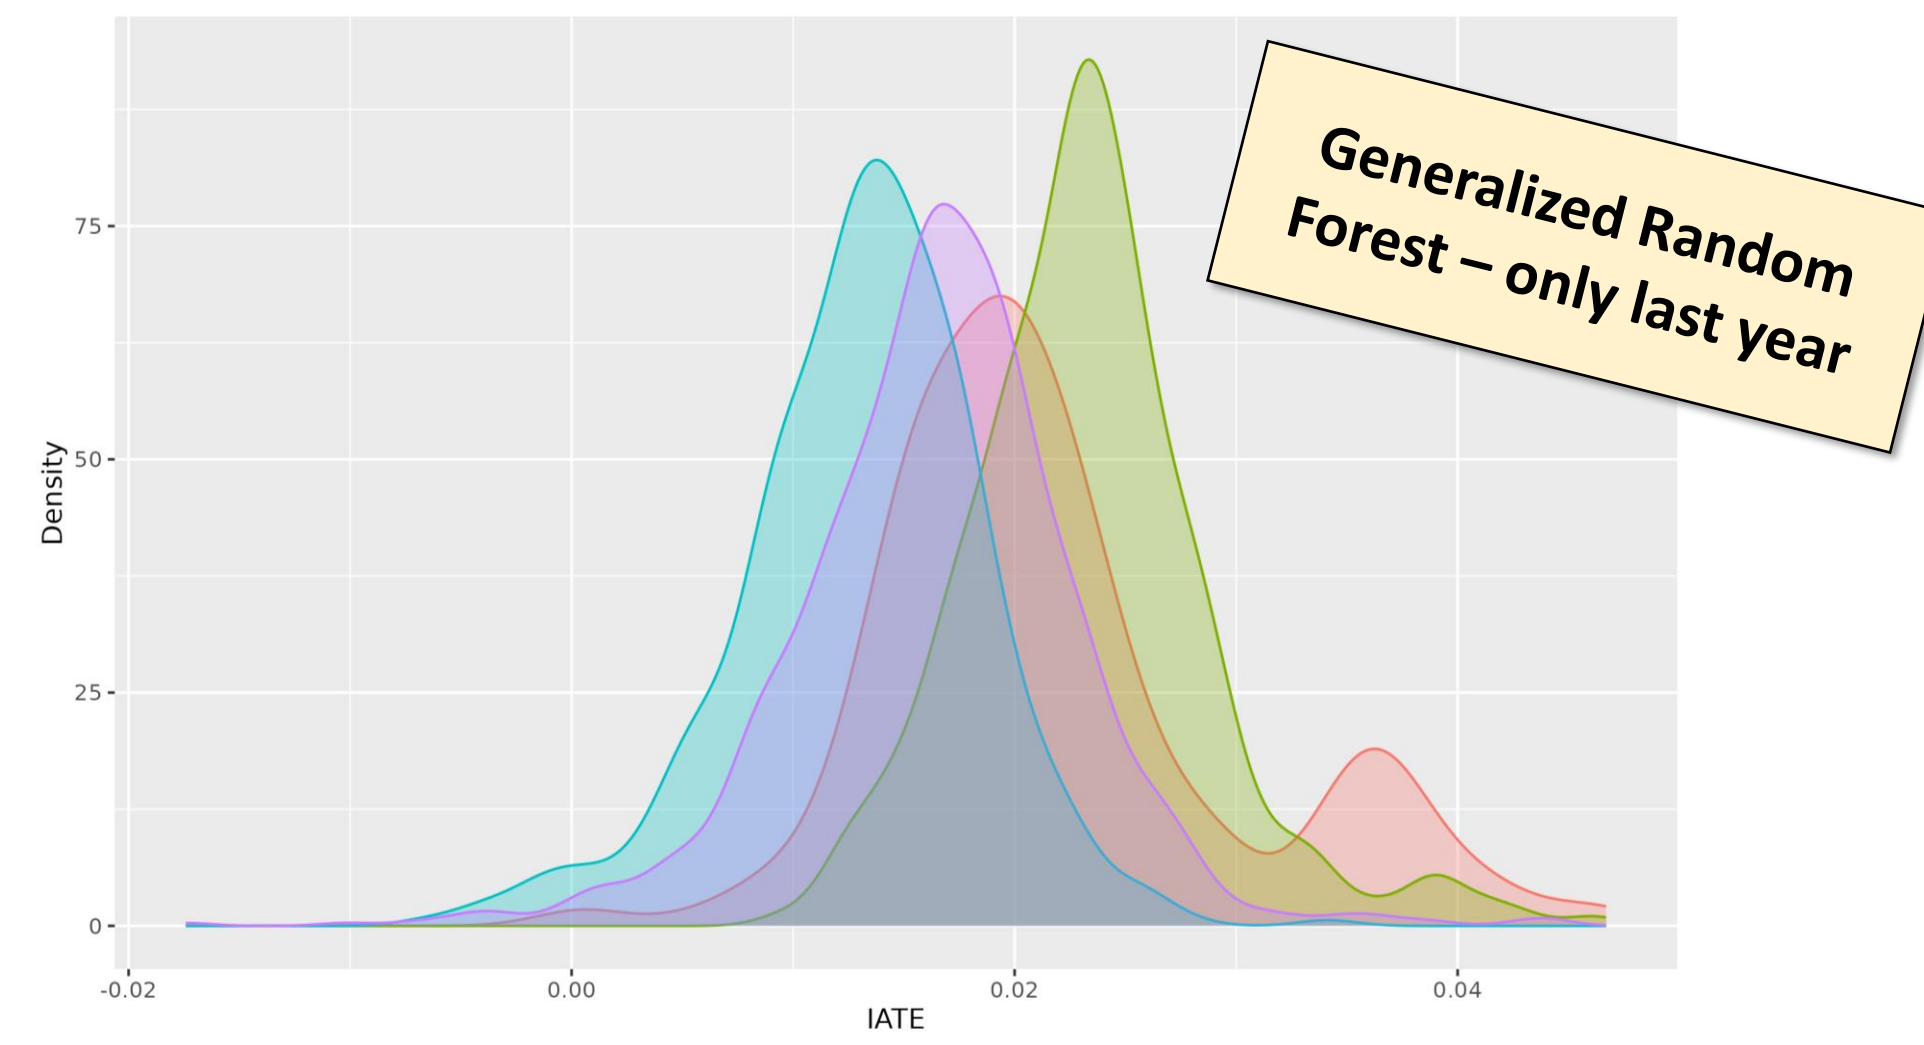 Generalized Random
Forest – only last year
Density
75
50
25
0
-0.02 0.00 0.02 0.04
IATE